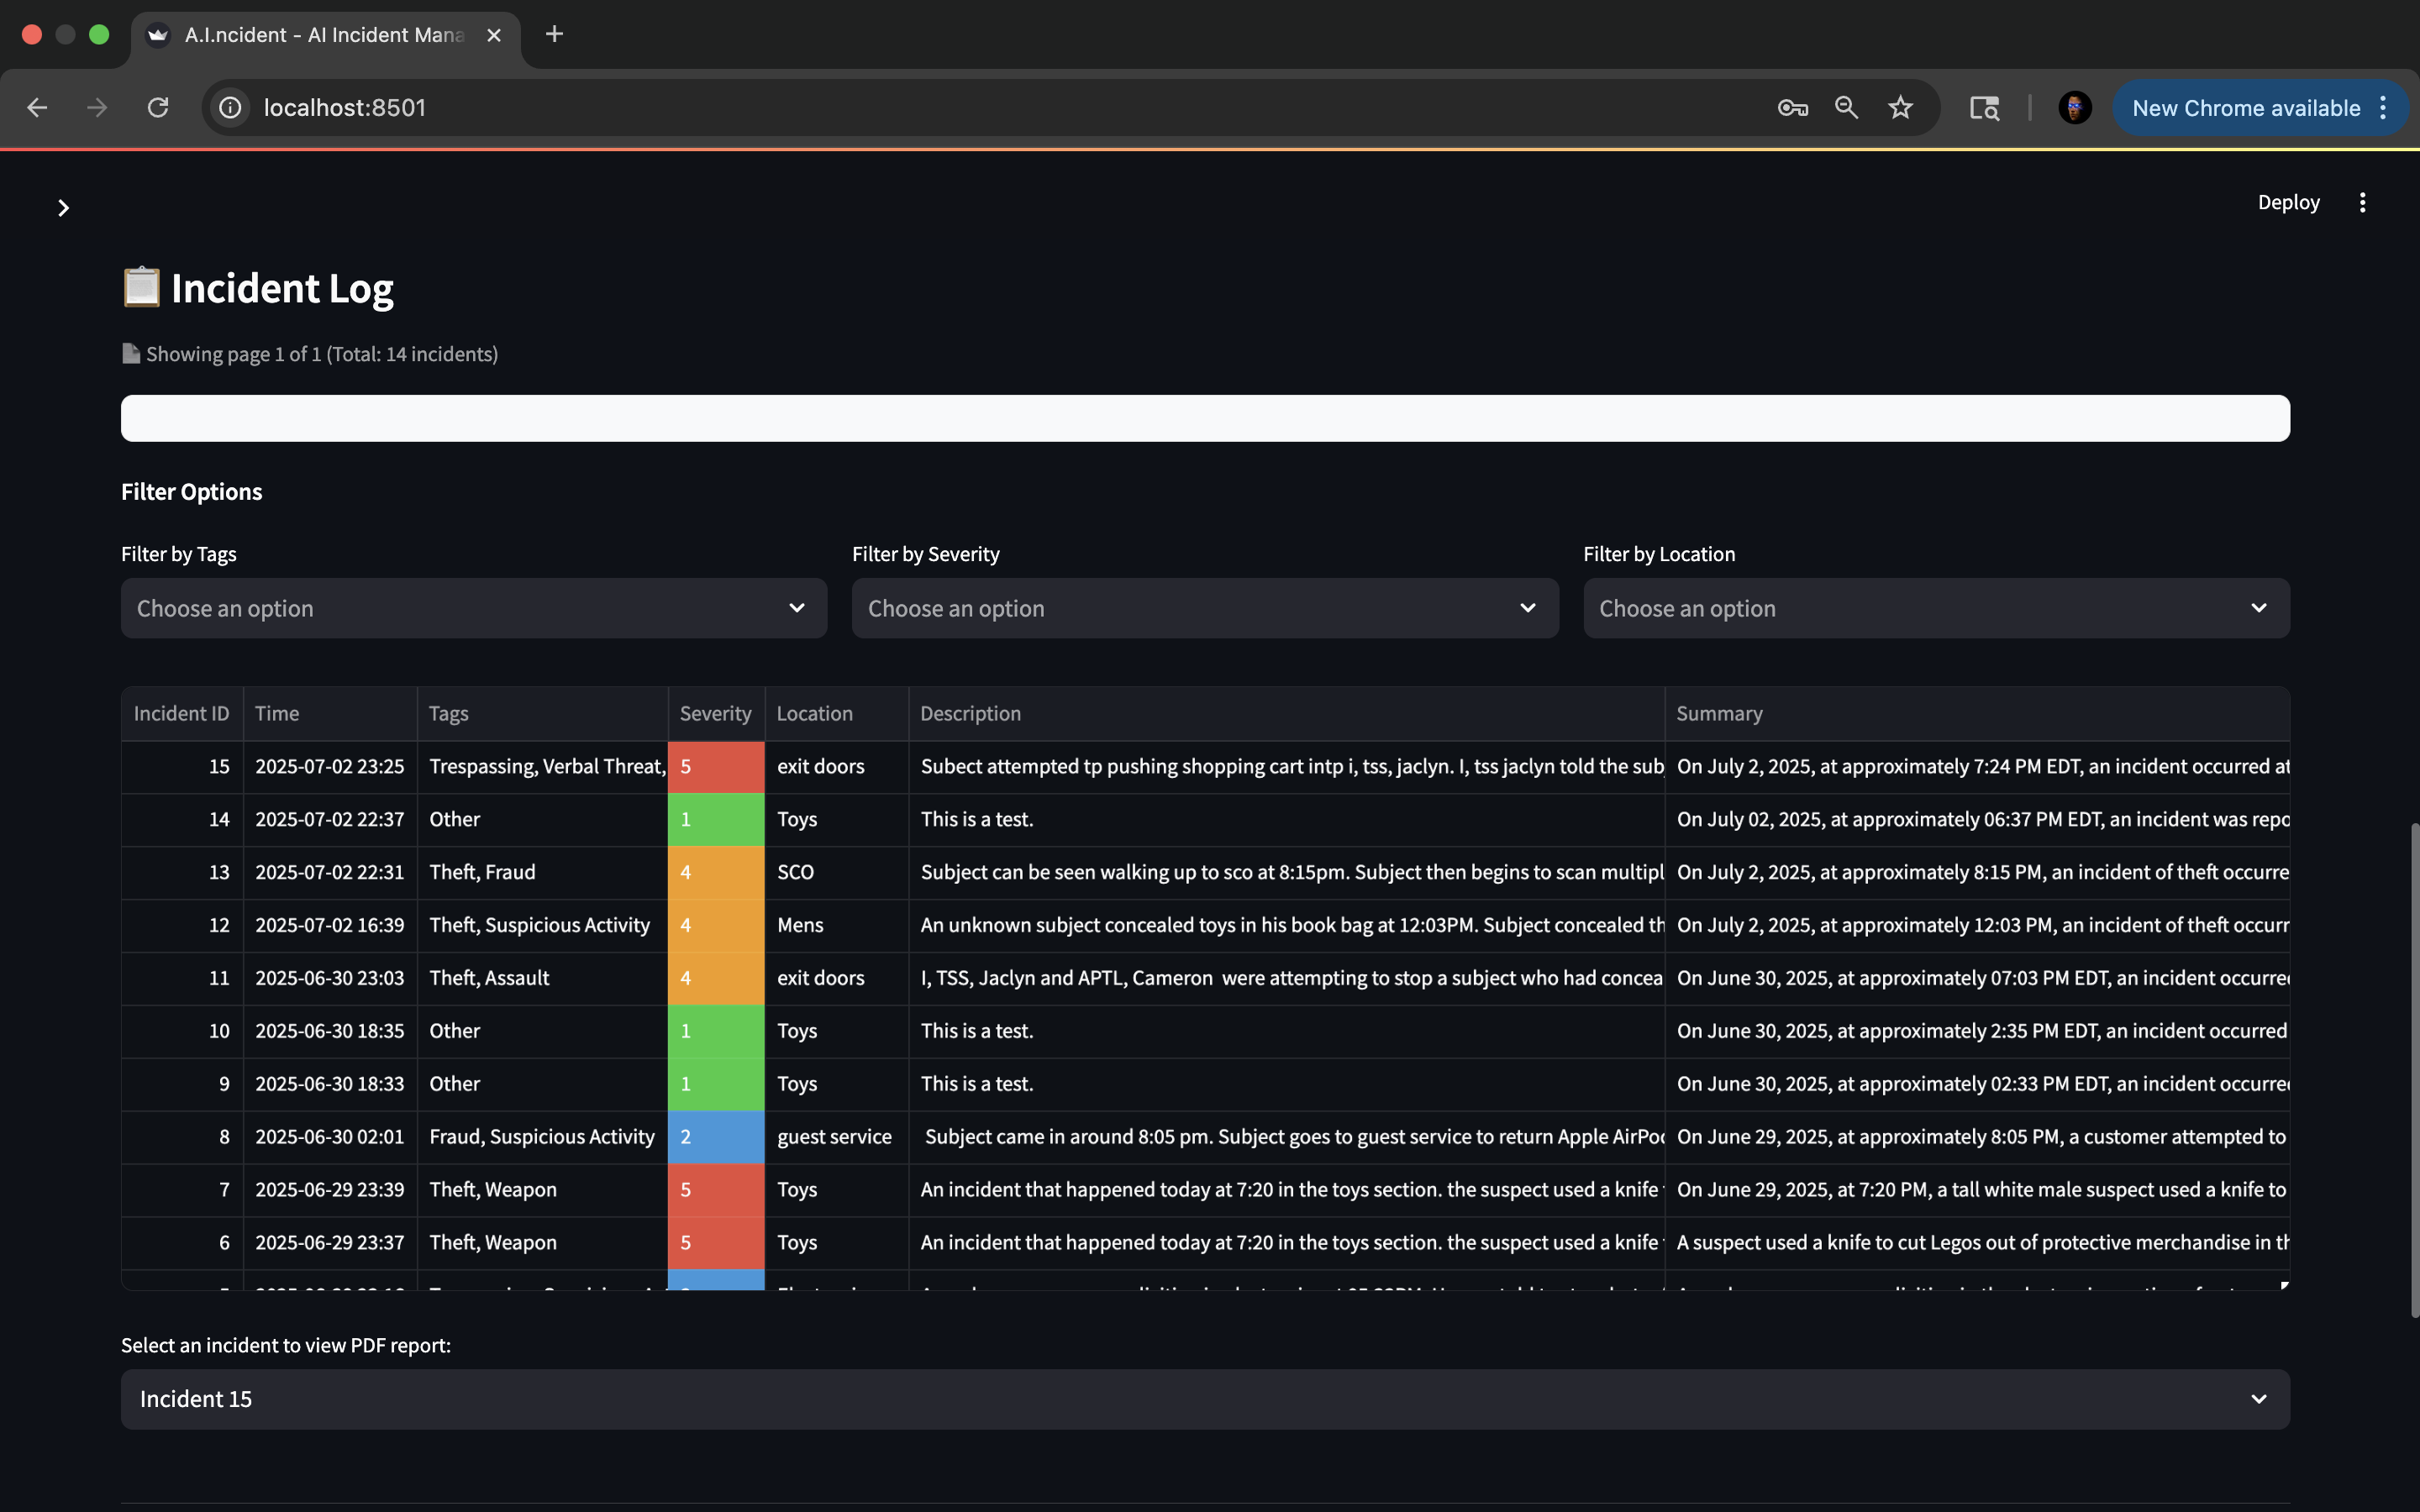 A.I.ncident - AI Incident Mana
localhost:8501
New Chrome available
Deploy
📋 Incident Log
Showing page 1 of 1 (Total: 14 incidents)
Filter Options
Filter by Tags Filter by Severity Filter by Location
Choose an option Choose an option Choose an option
Incident ID Time Tags Severity Location Description Summary
15 2025-07-02 23:25 Trespassing, Verbal Threat, 5 exit doors Subect attempted tp pushing shopping cart intp i, tss, jaclyn. I, tss jaclyn told the sub On July 2, 2025, at approximately 7:24 PM EDT, an incident occurred at
14 2025-07-02 22:37 Other 1 Toys This is a test. On July 02, 2025, at approximately 06:37 PM EDT, an incident was repo
13 2025-07-02 22:31 Theft, Fraud 4 SCO Subject can be seen walking up to sco at 8:15pm. Subject then begins to scan multipl On July 2, 2025, at approximately 8:15 PM, an incident of theft occurre
12 2025-07-02 16:39 Theft, Suspicious Activity 4 Mens An unknown subject concealed toys in his book bag at 12:03PM. Subject concealed th On July 2, 2025, at approximately 12:03 PM, an incident of theft occurr
11 2025-06-30 23:03 Theft, Assault 4 exit doors I, TSS, Jaclyn and APTL, Cameron were attempting to stop a subject who had concea On June 30, 2025, at approximately 07:03 PM EDT, an incident occurre
10 2025-06-30 18:35 Other 1 Toys This is a test. On June 30, 2025, at approximately 2:35 PM EDT, an incident occurred
9 2025-06-30 18:33 Other 1 Toys This is a test. On June 30, 2025, at approximately 02:33 PM EDT, an incident occurre
8 2025-06-30 02:01 Fraud, Suspicious Activity 2 guest service Subject came in around 8:05 pm. Subject goes to guest service to return Apple AirPo On June 29, 2025, at approximately 8:05 PM, a customer attempted to
7 2025-06-29 23:39 Theft, Weapon 5 Toys An incident that happened today at 7:20 in the toys section. the suspect used a knife On June 29, 2025, at 7:20 PM, a tall white male suspect used a knife to
6 2025-06-29 23:37 Theft, Weapon 5 Toys An incident that happened today at 7:20 in the toys section. the suspect used a knife A suspect used a knife to cut Legos out of protective merchandise in th
Select an incident to view PDF report:
Incident 15